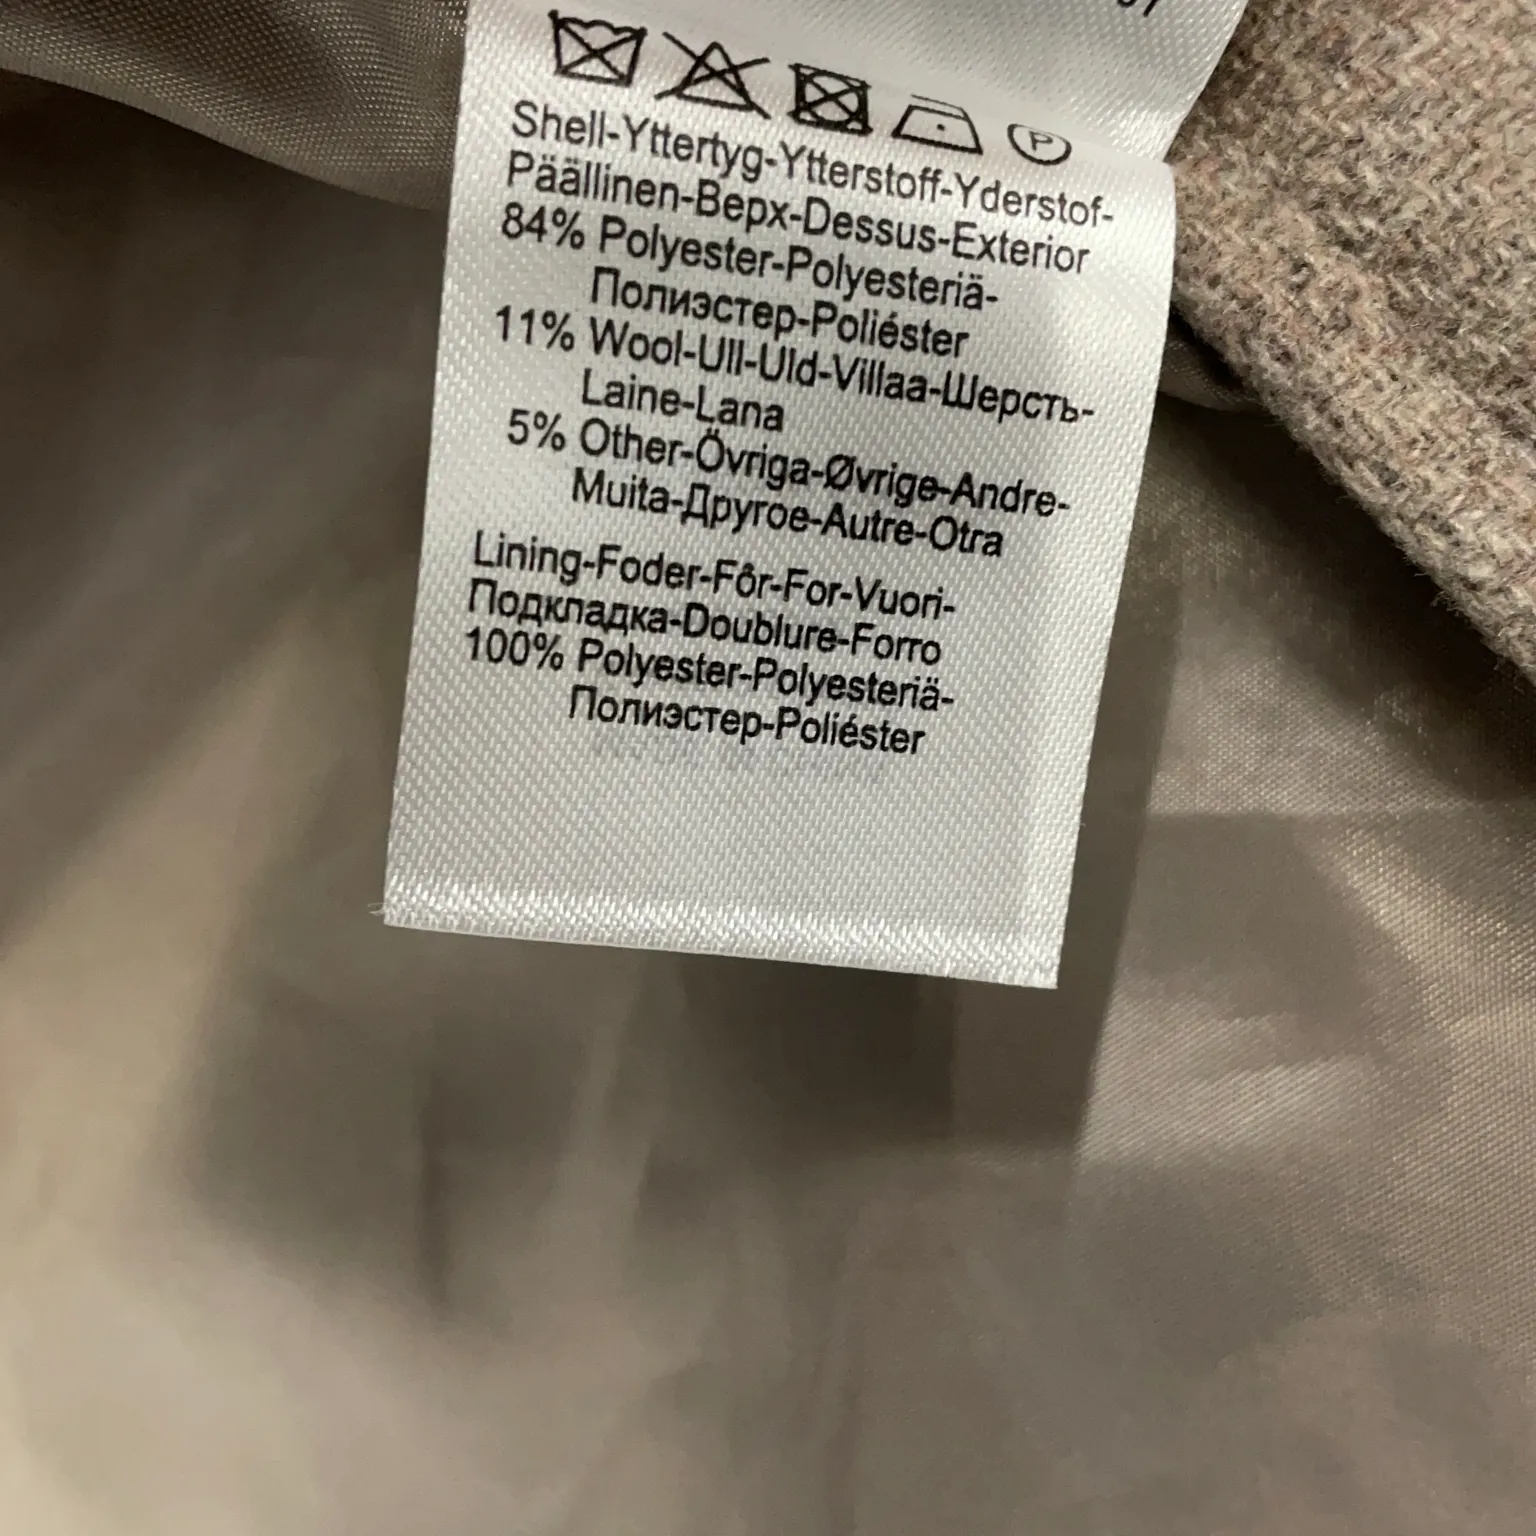 P
Shell-Yttertyg-Ytterstoff-Yderstof-
Päällinen-Верх-Dessus-Exterior
84% Polyester-Polyesteriä-
Полиэстер-Poliéster
11% Wool-Ull-Uld-Villaa-Шерсть-
Laine-Lana
5% Other-Övriga-Øvrige-Andre-
Muita-Другое-Autre-Otra
Lining-Foder-Fôr-For-Vuori-
Подкладка-Doublure-Forro
100% Polyester-Polyesteriä-
Полиэстер-Poliéster